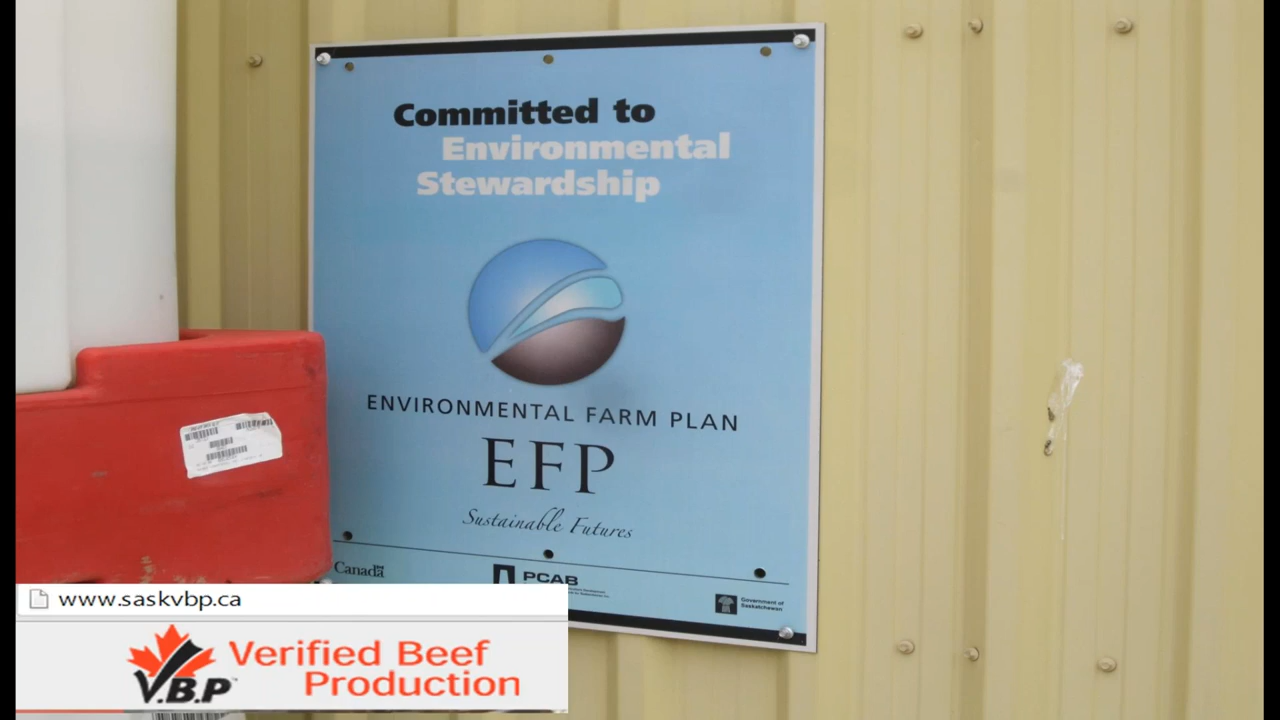 Committed to
Environmental
Stewardship
ENVIRONMENTAL FARM PLAN
EFP
Sustainable Futures
Canada
PCAB
Government of
Saskatchewan
www.saskvbp.ca
V.B.P™
Verified Beef
Production